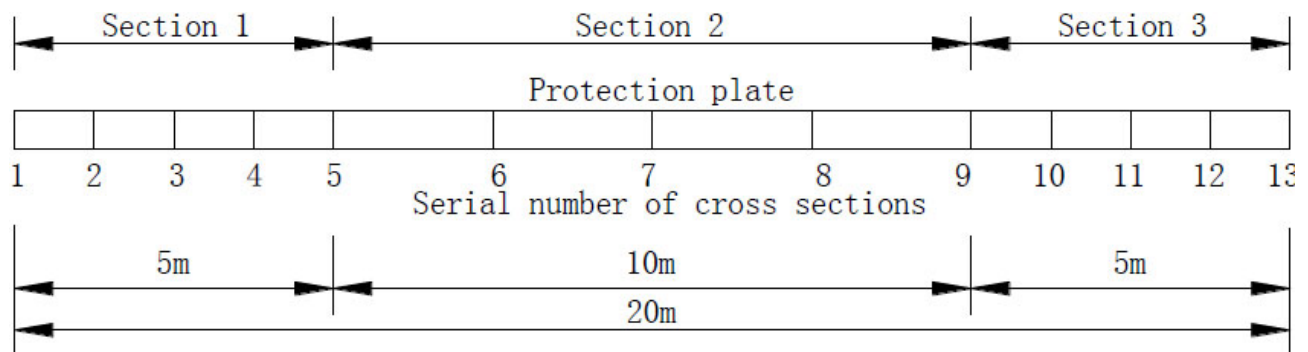 Section 1 Section 2 Section 3
Protection plate
1 2 3 4 5 6 7 8 9 10 11 12 13
Serial number of cross sections
5m 10m 5m
20m